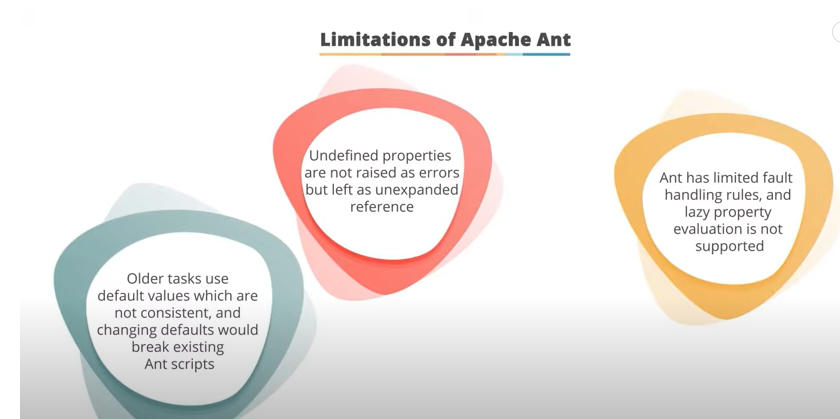 Limitations of Apache Ant
Older tasks use
default values which are
not consistent, and
changing defaults would
break existing
Ant scripts
Undefined properties
are not raised as errors
but left as unexpanded
reference
Ant has limited fault
handling rules, and
lazy property
evaluation is not
supported